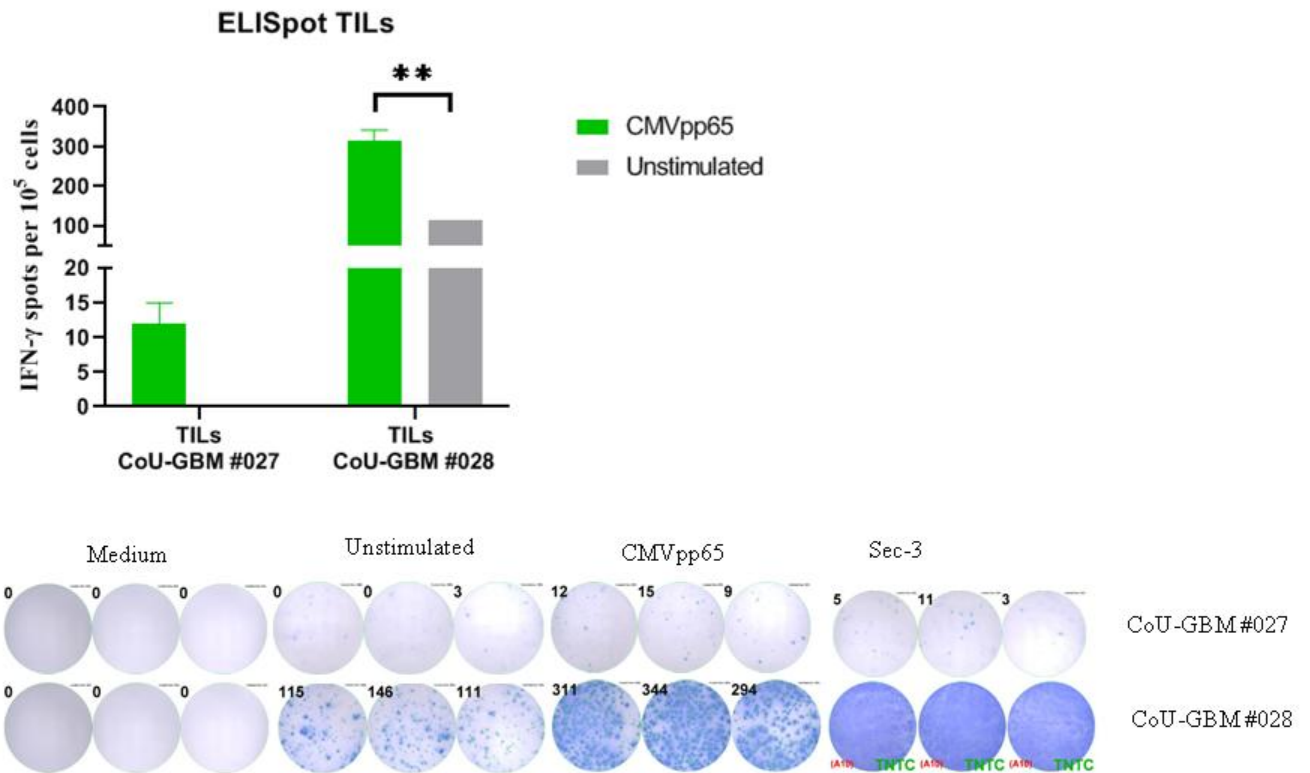 ELISpot TILs
**
400
300
200
100
20
15
10
5
0
IFN-γ spots per 10⁵ cells
CMVpp65
Unstimulated
TILs
CoU-GBM #027
TILs
CoU-GBM #028
Medium
Unstimulated
CMVpp65
Sec-3
0 0 0 0 0 3 12 15 9 5 11 3
CoU-GBM #027
0 0 0 115 146 111 311 344 294
CoU-GBM #028
(A10) TNTC (A10) TNTC (A10) TNTC